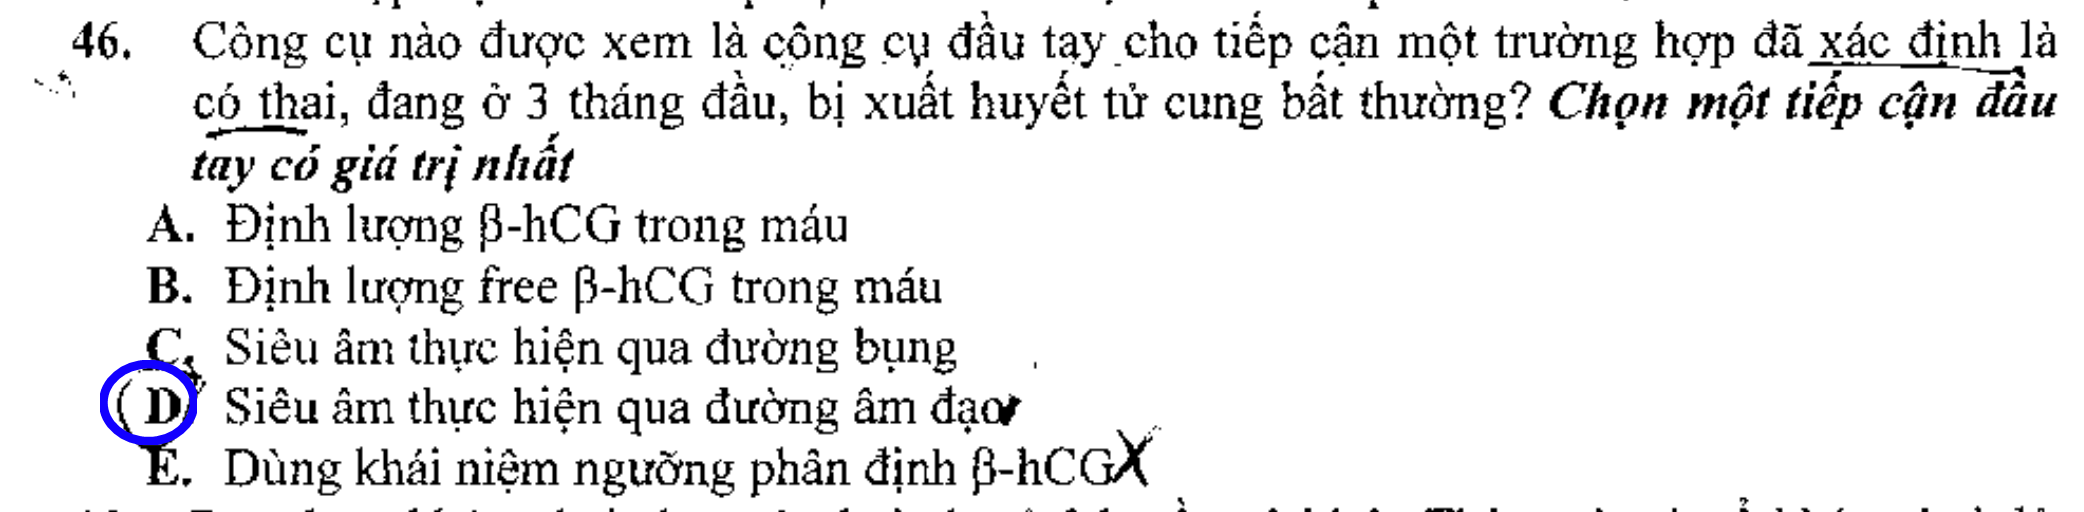 46. Công cụ nào được xem là công cụ đầu tay cho tiếp cận một trường hợp đã xác định là
có thai, đang ở 3 tháng đầu, bị xuất huyết tử cung bất thường? Chọn một tiếp cận đầu
tay có giá trị nhất
A. Định lượng β-hCG trong máu
B. Định lượng free β-hCG trong máu
C. Siêu âm thực hiện qua đường bụng
D. Siêu âm thực hiện qua đường âm đạo
E. Dùng khái niệm ngưỡng phân định β-hCG